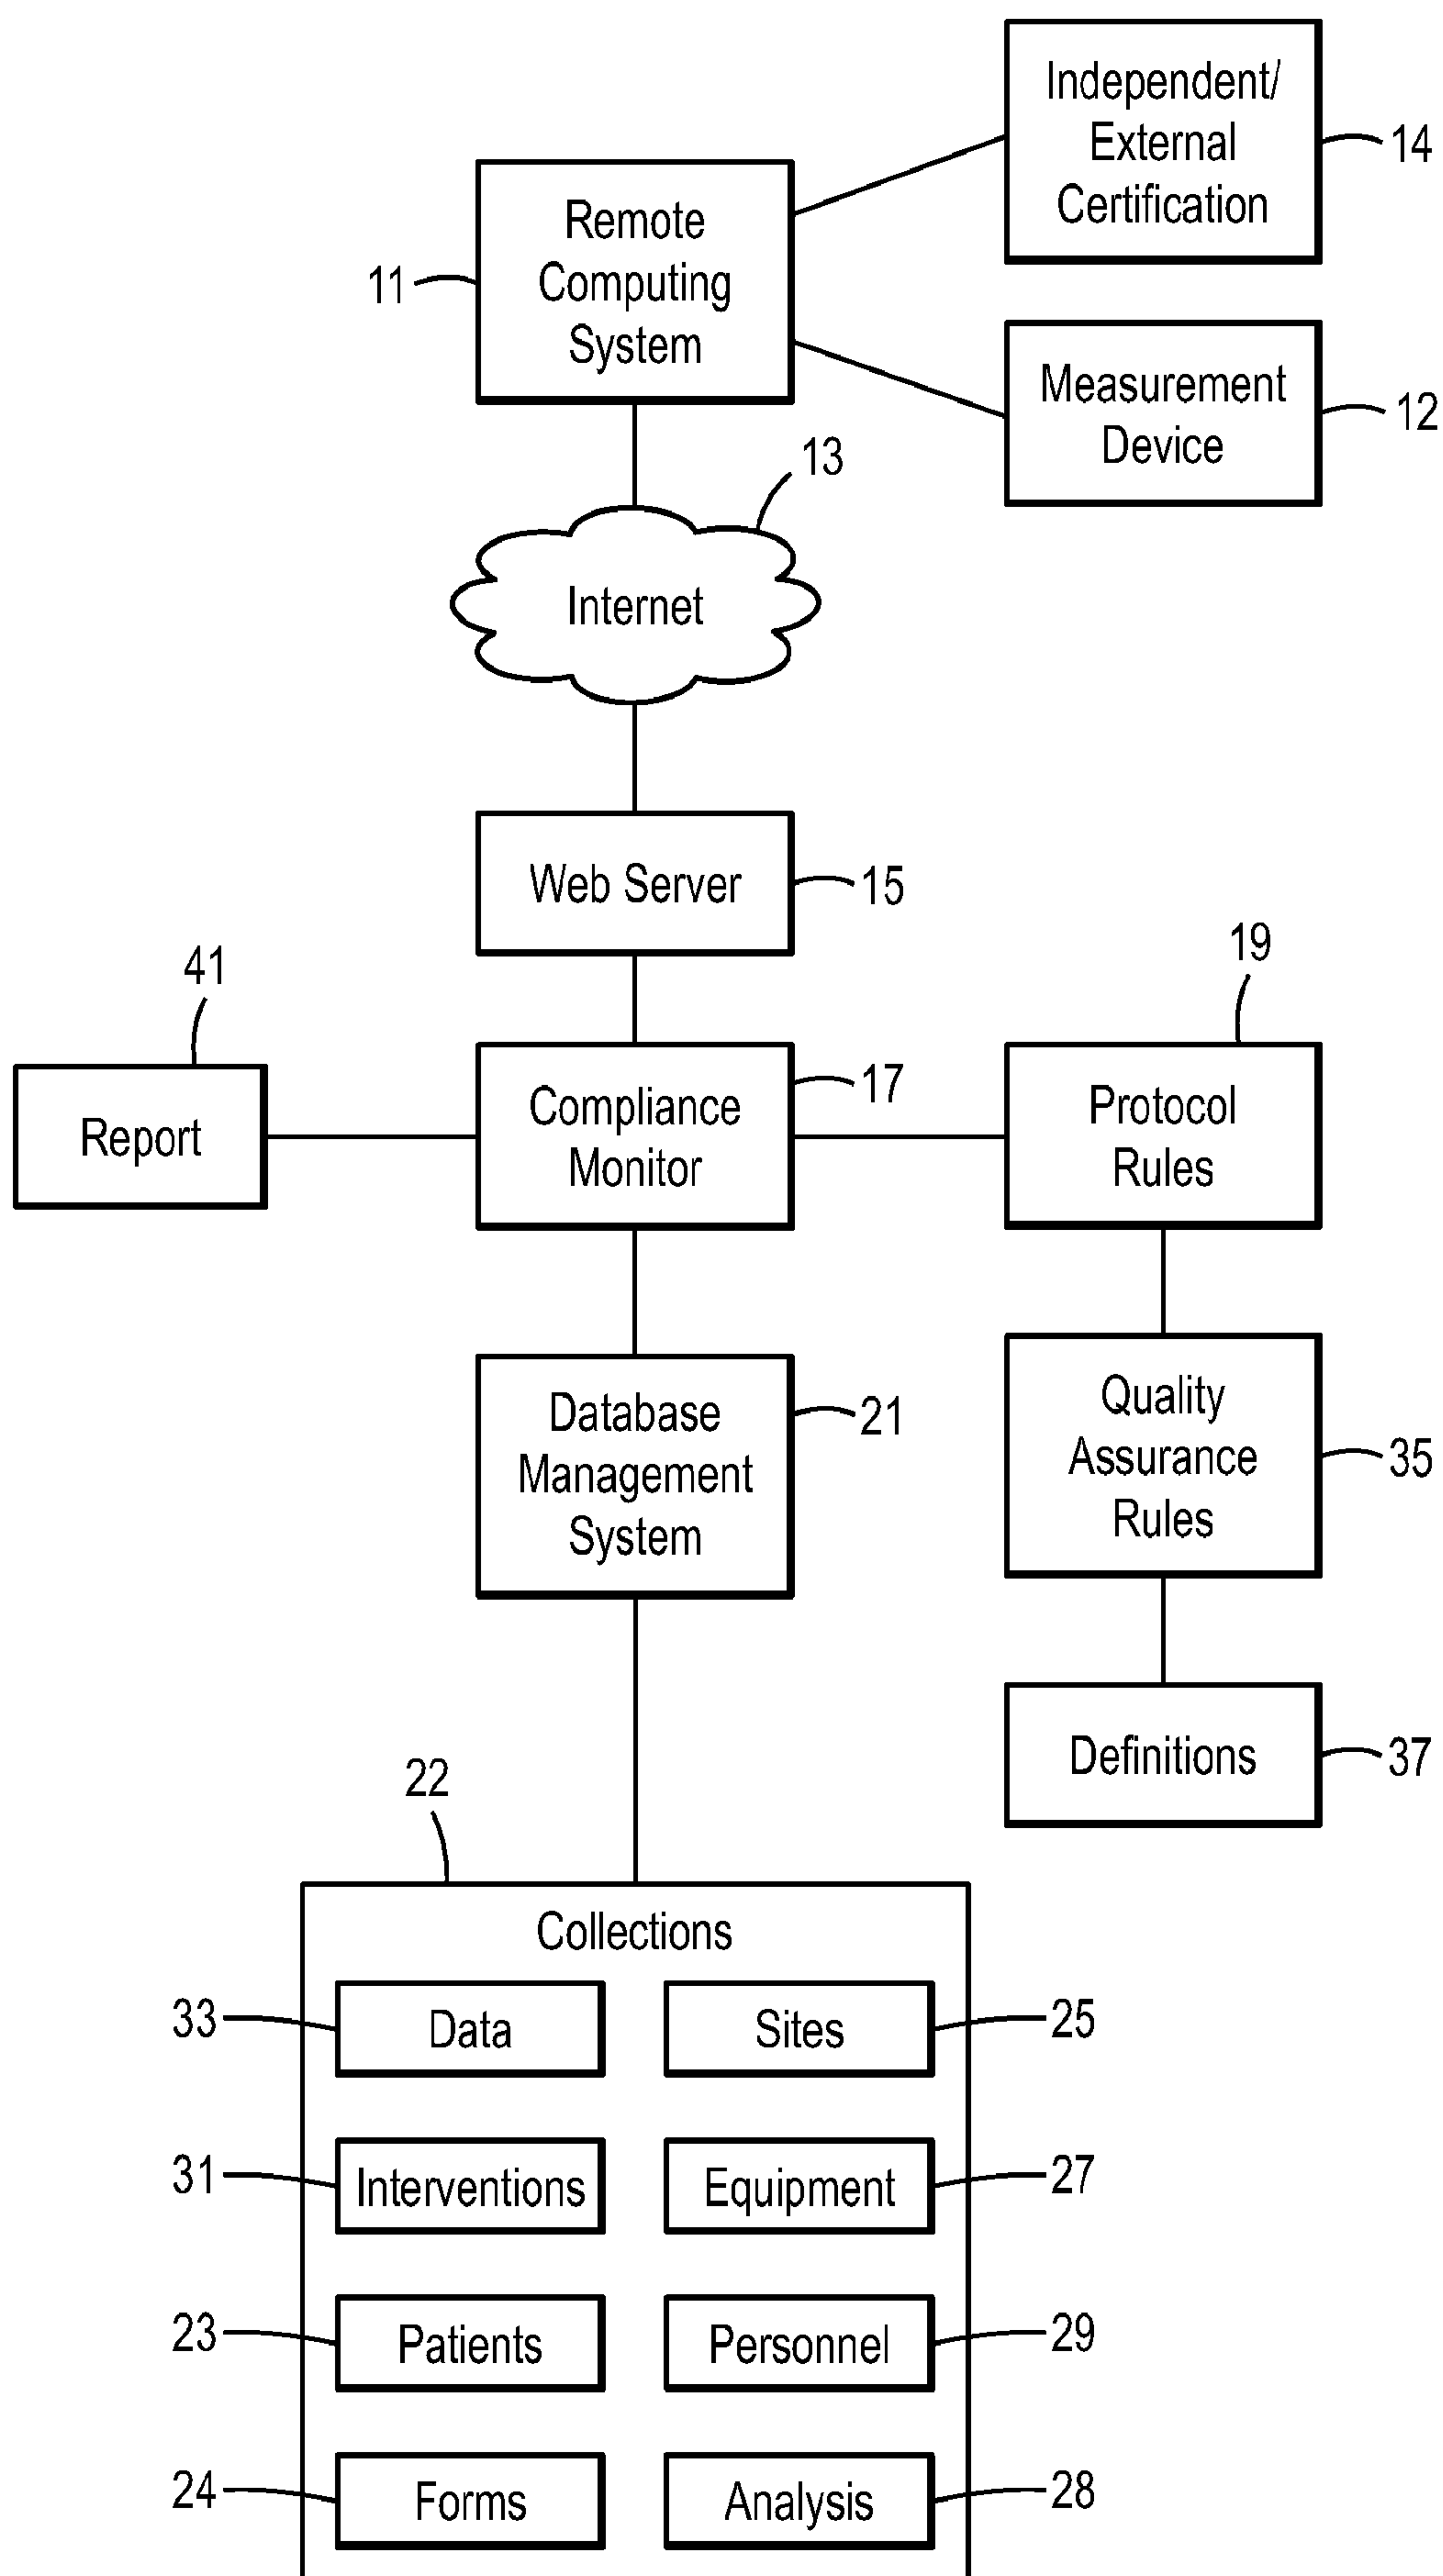 Independent/
External
Certification
14
Remote
Computing
System
11
Measurement
Device
12
13
Internet
Web Server
15
41
19
Report
Compliance
Monitor
17
Protocol
Rules
Database
Management
System
21
Quality
Assurance
Rules
35
Definitions
37
22
Collections
33
Data
Sites
25
31
Interventions
Equipment
27
23
Patients
Personnel
29
24
Forms
Analysis
28